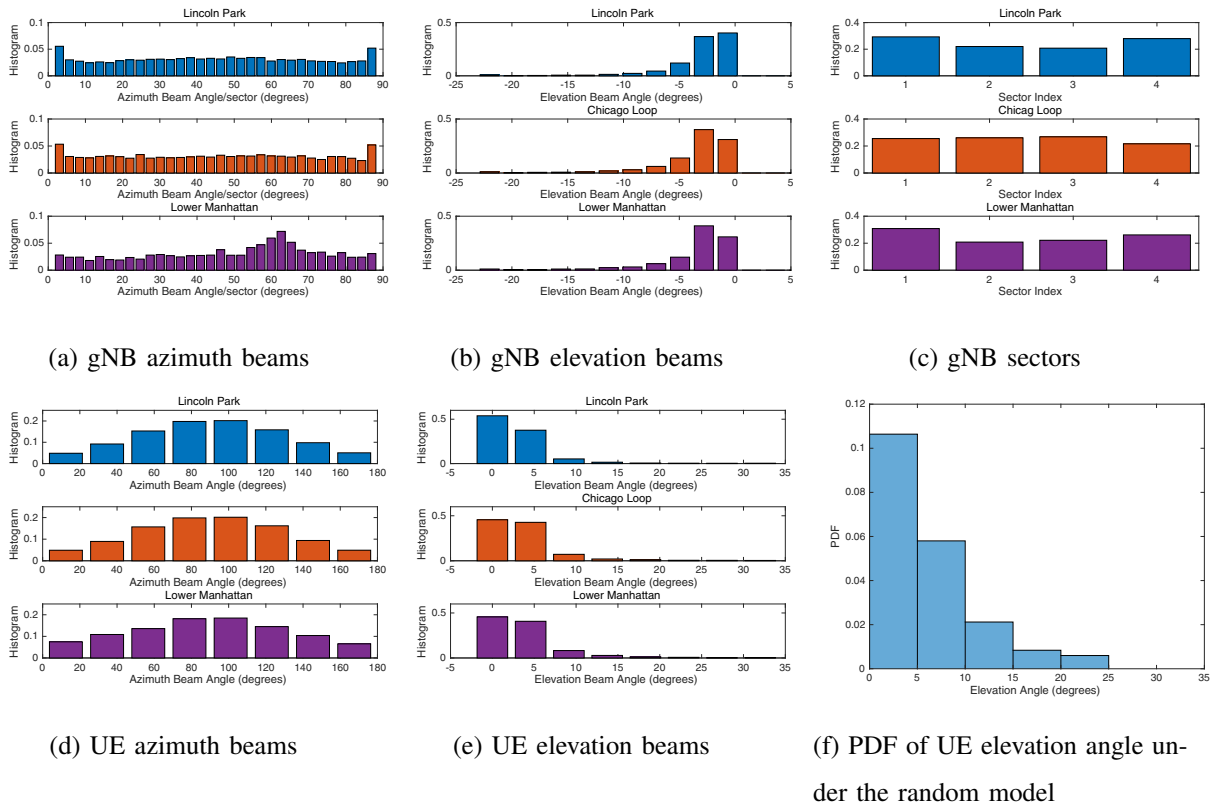 Lincoln Park
0.1
0.05
0
Histogram
0 10 20 30 40 50 60 70 80 90
Azimuth Beam Angle/sector (degrees)
0.1
0.05
0
Histogram
0 10 20 30 40 50 60 70 80 90
Azimuth Beam Angle/sector (degrees)
Lower Manhattan
0.1
0.05
0
Histogram
0 10 20 30 40 50 60 70 80 90
Azimuth Beam Angle/sector (degrees)
(a) gNB azimuth beams
Lincoln Park
0.5
0
Histogram
-25 -20 -15 -10 -5 0 5
Elevation Beam Angle (degrees)
Chicago Loop
0.5
0
Histogram
-25 -20 -15 -10 -5 0 5
Elevation Beam Angle (degrees)
Lower Manhattan
0.5
0
Histogram
-25 -20 -15 -10 -5 0 5
Elevation Beam Angle (degrees)
(b) gNB elevation beams
Lincoln Park
0.4
0.2
0
Histogram
1 2 3 4
Sector Index
Chicag Loop
0.4
0.2
0
Histogram
1 2 3 4
Sector Index
Lower Manhattan
0.4
0.2
0
Histogram
1 2 3 4
Sector Index
(c) gNB sectors
Lincoln Park
0.2
0.1
0
Histogram
0 20 40 60 80 100 120 140 160 180
Azimuth Beam Angle (degrees)
0.2
0.1
0
Histogram
0 20 40 60 80 100 120 140 160 180
Azimuth Beam Angle (degrees)
Lower Manhattan
0.2
0.1
0
Histogram
0 20 40 60 80 100 120 140 160 180
Azimuth Beam Angle (degrees)
(d) UE azimuth beams
Lincoln Park
0.5
0
Histogram
-5 0 5 10 15 20 25 30 35
Elevation Beam Angle (degrees)
Chicago Loop
0.5
0
Histogram
-5 0 5 10 15 20 25 30 35
Elevation Beam Angle (degrees)
Lower Manhattan
0.5
0
Histogram
-5 0 5 10 15 20 25 30 35
Elevation Beam Angle (degrees)
(e) UE elevation beams
0.12
0.1
0.08
0.06
0.04
0.02
0
PDF
0 5 10 15 20 25 30 35
Elevation Angle (degrees)
(f) PDF of UE elevation angle un-
der the random model